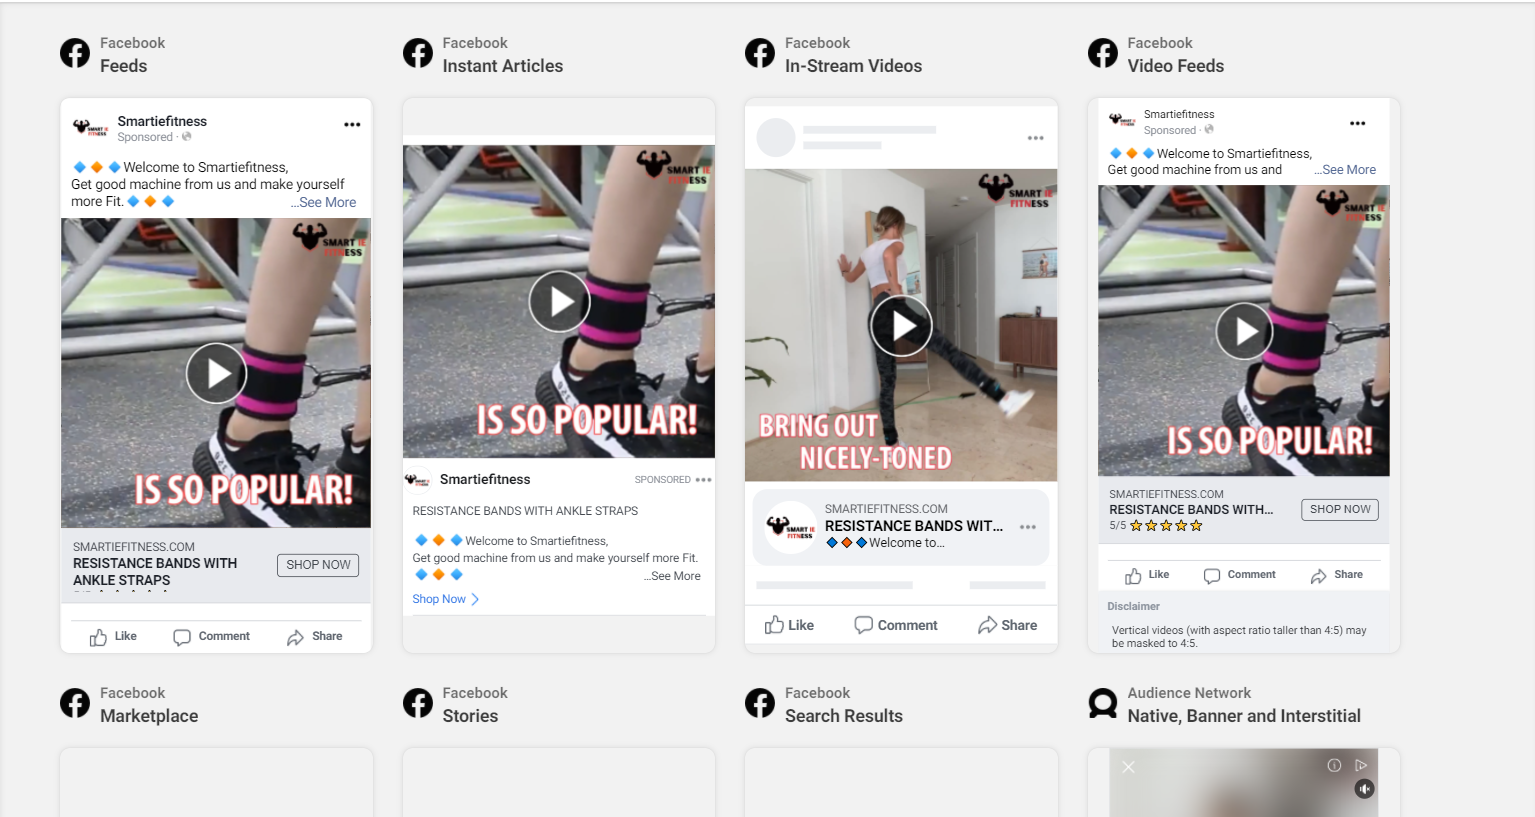 Facebook
Feeds
Smartiefitness
Sponsored ·
Welcome to Smartiefitness,
Get good machine from us and make yourself
more Fit.
...See More
SMART IE
FITNESS
IS SO POPULAR!
SMARTIEFITNESS.COM
RESISTANCE BANDS WITH
ANKLE STRAPS
SHOP NOW
Like
Comment
Share
Facebook
Instant Articles
SMART IE
FITNESS
IS SO POPULAR!
Smartiefitness
SPONSORED
RESISTANCE BANDS WITH ANKLE STRAPS
Welcome to Smartiefitness,
Get good machine from us and make yourself more Fit.
...See More
Shop Now
Facebook
In-Stream Videos
SMART IE
FITNESS
BRING OUT
NICELY-TONED
SMART IE
FITNESS
SMARTIEFITNESS.COM
RESISTANCE BANDS WIT...
Welcome to...
Like
Comment
Share
Facebook
Video Feeds
Smartiefitness
Sponsored ·
Welcome to Smartiefitness,
Get good machine from us and
...See More
SMART IE
FITNESS
IS SO POPULAR!
SMARTIEFITNESS.COM
RESISTANCE BANDS WITH...
5/5
SHOP NOW
Like
Comment
Share
Disclaimer
Vertical videos (with aspect ratio taller than 4:5) may
be masked to 4:5.
Facebook
Marketplace
Facebook
Stories
Facebook
Search Results
Audience Network
Native, Banner and Interstitial